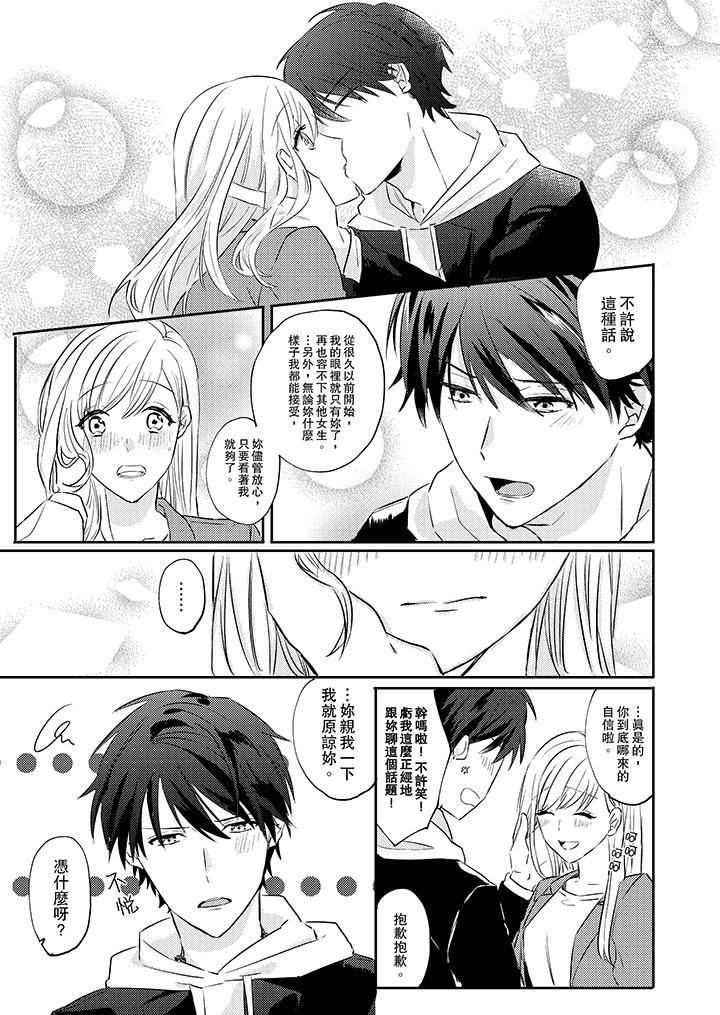 不許說
這種話。
從很久以前開始，
我的眼裡就只有妳了，
再也容不下其他女生。
…另外，無論妳什麼
樣子我都能接受，
妳儘管放心，
只要看著我
就夠了。
……
…真是的，
你到底哪來的
自信啦。
呵
呵
幹嗎啦！不許笑！
虧我這麼正經地
跟妳聊這個話題！
抱歉抱歉。
…妳親我一下
我就原諒妳。
不悅
憑什麼呀？